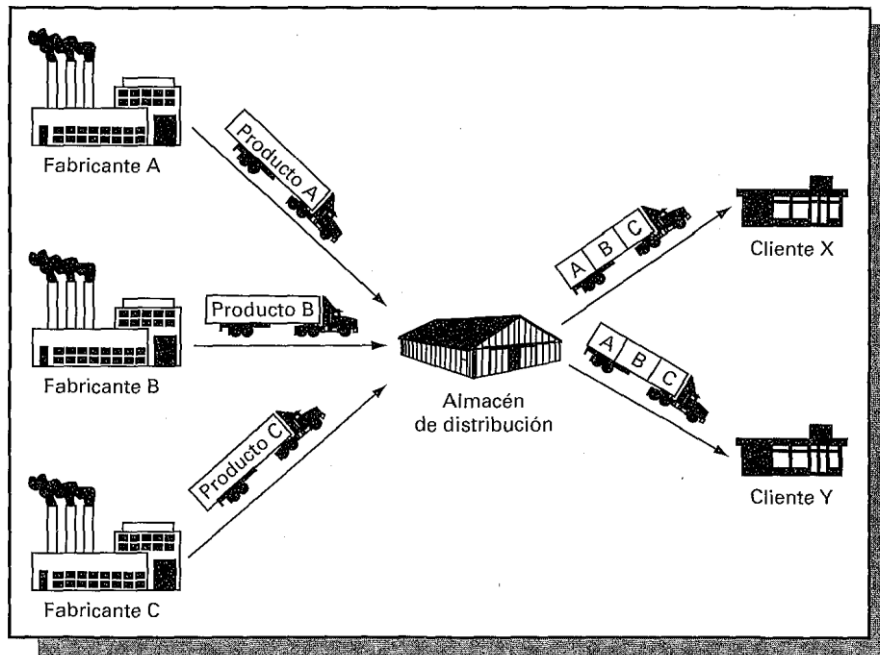 Fabricante A
Producto A
Fabricante B
Producto B
Fabricante C
Producto C
Almacén
de distribución
A B C
Cliente X
A B C
Cliente Y